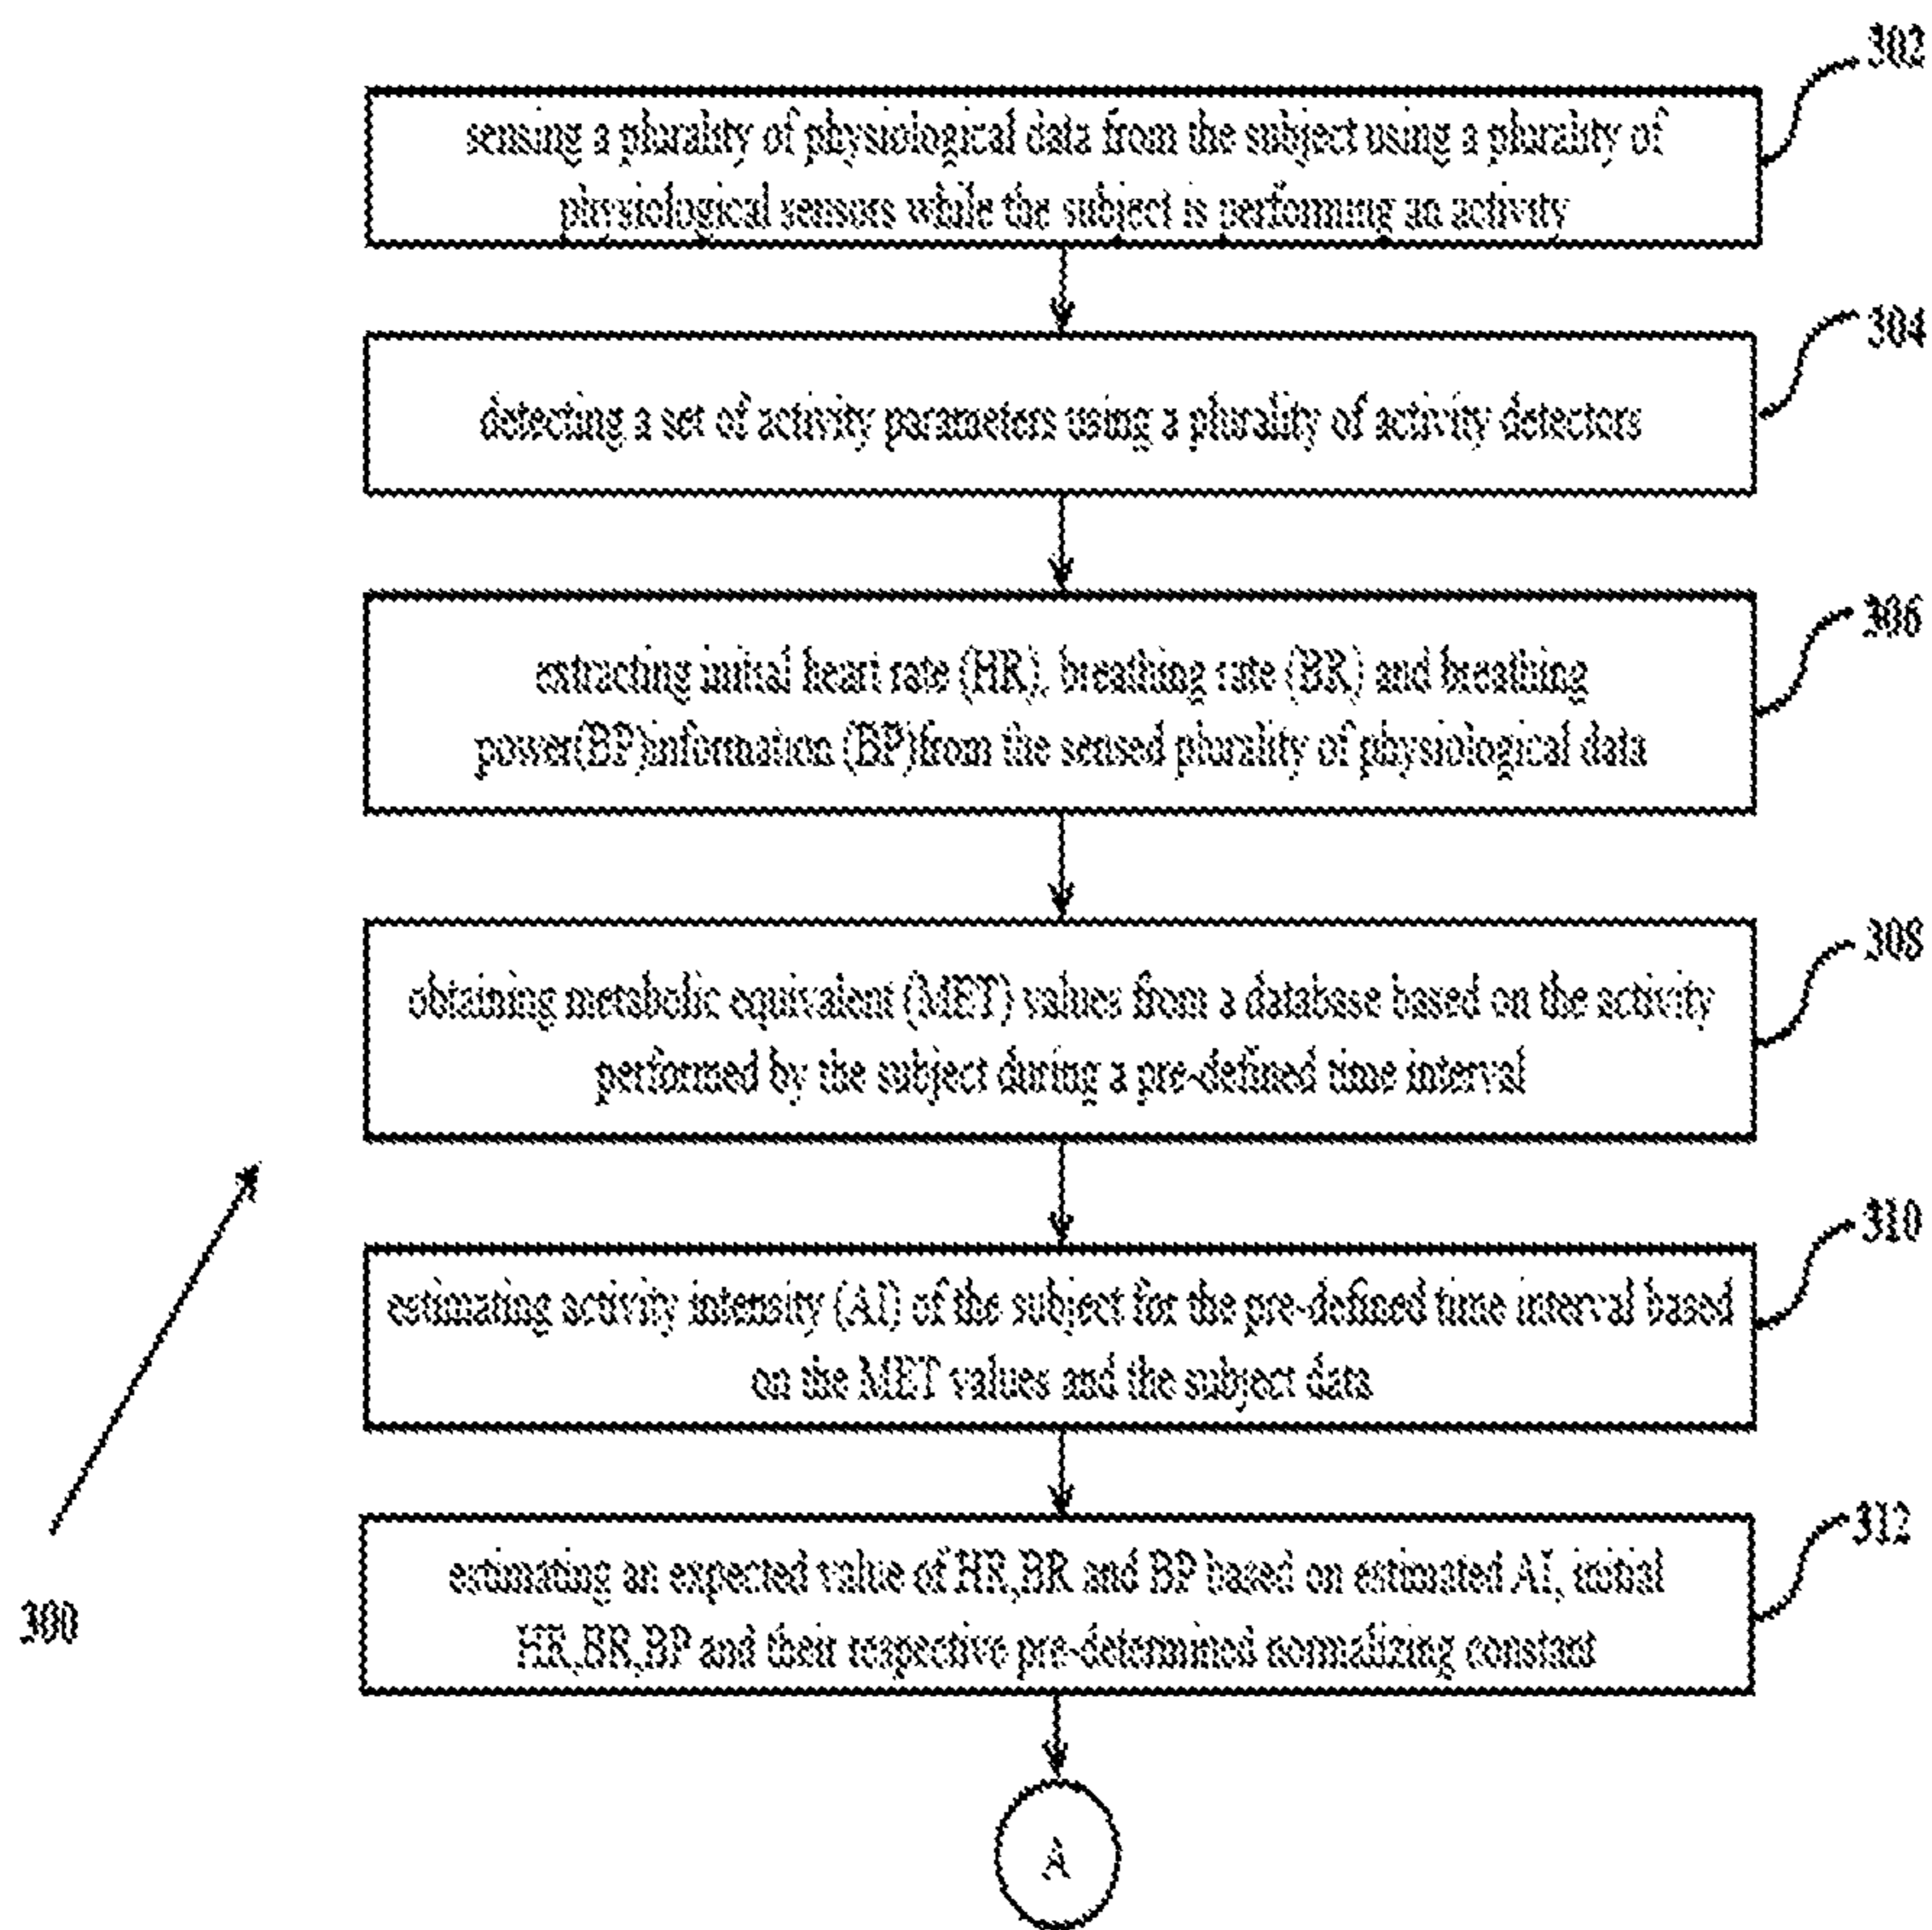 302
sensing a plurality of physiological data from the subject using a plurality of
physiological sensors while the subject is performing an activity
304
detecting a set of activity parameters using a plurality of activity detectors
306
extracting initial heart rate (HR), breathing rate (BR) and breathing
power(BP)information (BP)from the sensed plurality of physiological data
308
obtaining metabolic equivalent (MET) values from a database based on the activity
performed by the subject during a pre-defined time interval
310
estimating activity intensity (AI) of the subject for the pre-defined time interval based
on the MET values and the subject data
312
estimating an expected value of HR,BR and BP based on estimated AI, initial
HR,BR,BP and their respective pre-determined normalizing constant
300
A